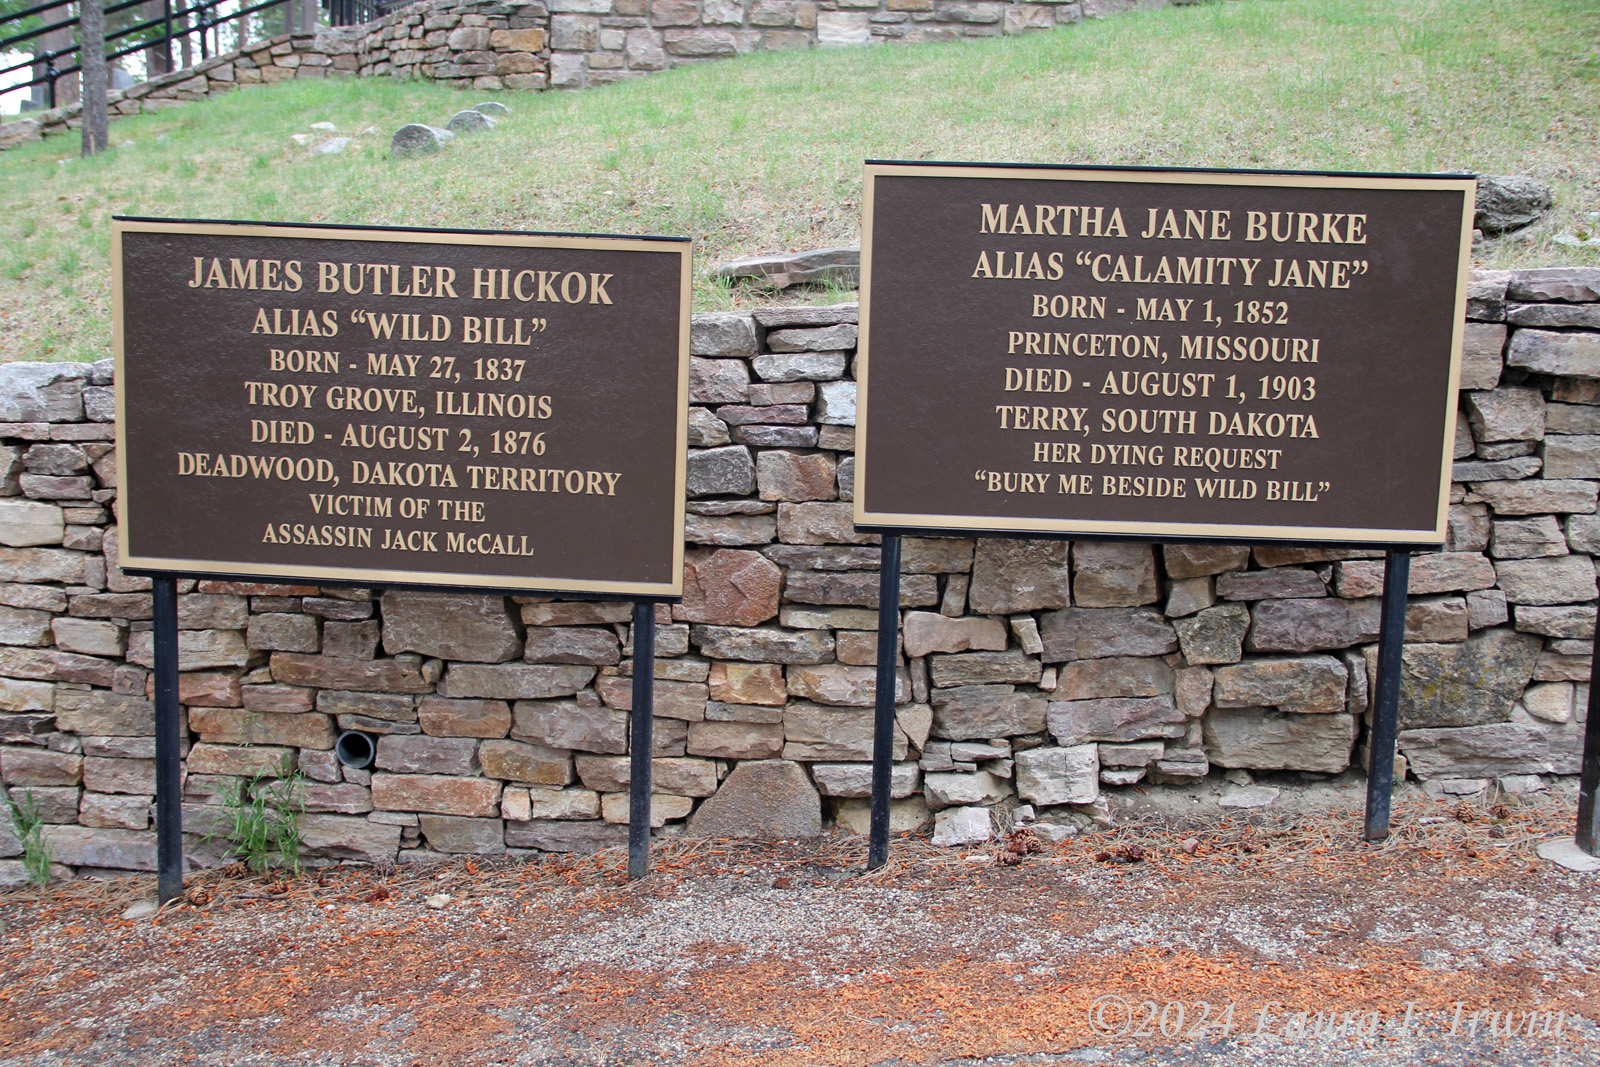 JAMES BUTLER HICKOK
ALIAS “WILD BILL”
BORN - MAY 27, 1837
TROY GROVE, ILLINOIS
DIED - AUGUST 2, 1876
DEADWOOD, DAKOTA TERRITORY
VICTIM OF THE
ASSASSIN JACK McCALL
MARTHA JANE BURKE
ALIAS “CALAMITY JANE”
BORN - MAY 1, 1852
PRINCETON, MISSOURI
DIED - AUGUST 1, 1903
TERRY, SOUTH DAKOTA
HER DYING REQUEST
“BURY ME BESIDE WILD BILL”
©2024 Laura L. Irwin